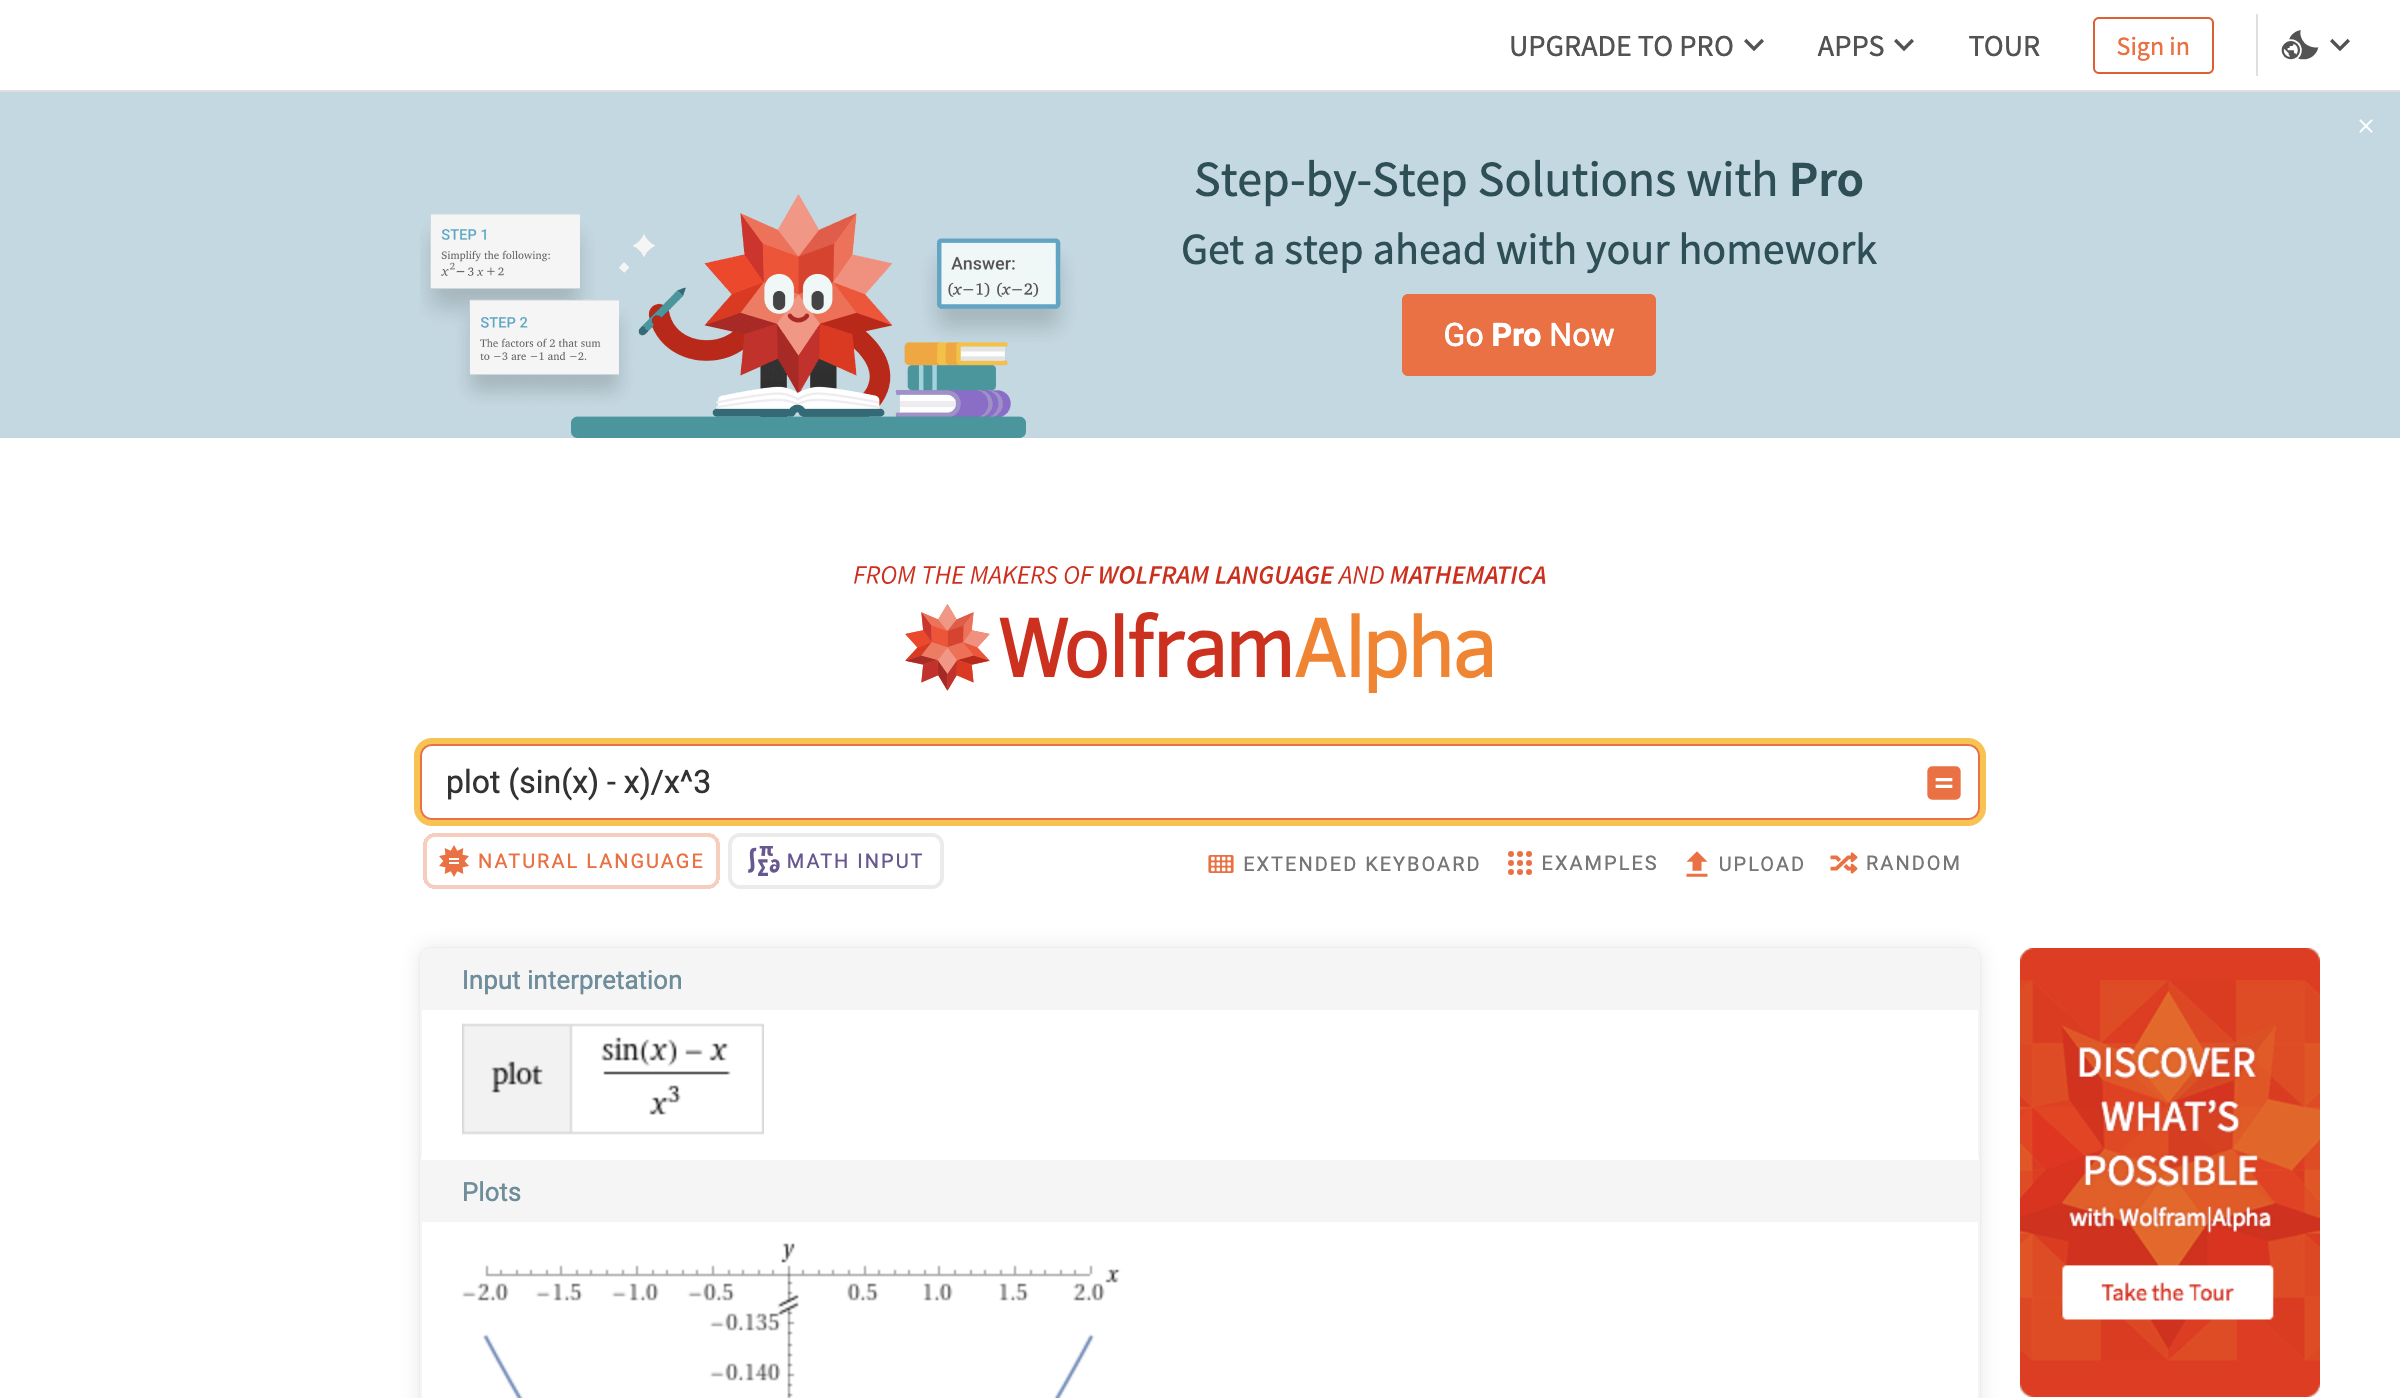 UPGRADE TO PRO
APPS
TOUR
Sign in
Step-by-Step Solutions with Pro
Get a step ahead with your homework
Go Pro Now
STEP 1
Simplify the following:
x²− 3 x + 2
STEP 2
The factors of 2 that sum
to −3 are −1 and −2.
Answer:
(x−1) (x−2)
FROM THE MAKERS OF WOLFRAM LANGUAGE AND MATHEMATICA
WolframAlpha
plot (sin(x) - x)/x^3
=
NATURAL LANGUAGE
∫π Σ∂ MATH INPUT
EXTENDED KEYBOARD
EXAMPLES
UPLOAD
RANDOM
Input interpretation
plot
sin(x) − x
x³
Plots
y
x
−2.0 −1.5 −1.0 −0.5 0.5 1.0 1.5 2.0
−0.135
−0.140
DISCOVER
WHAT'S
POSSIBLE
with Wolfram|Alpha
Take the Tour